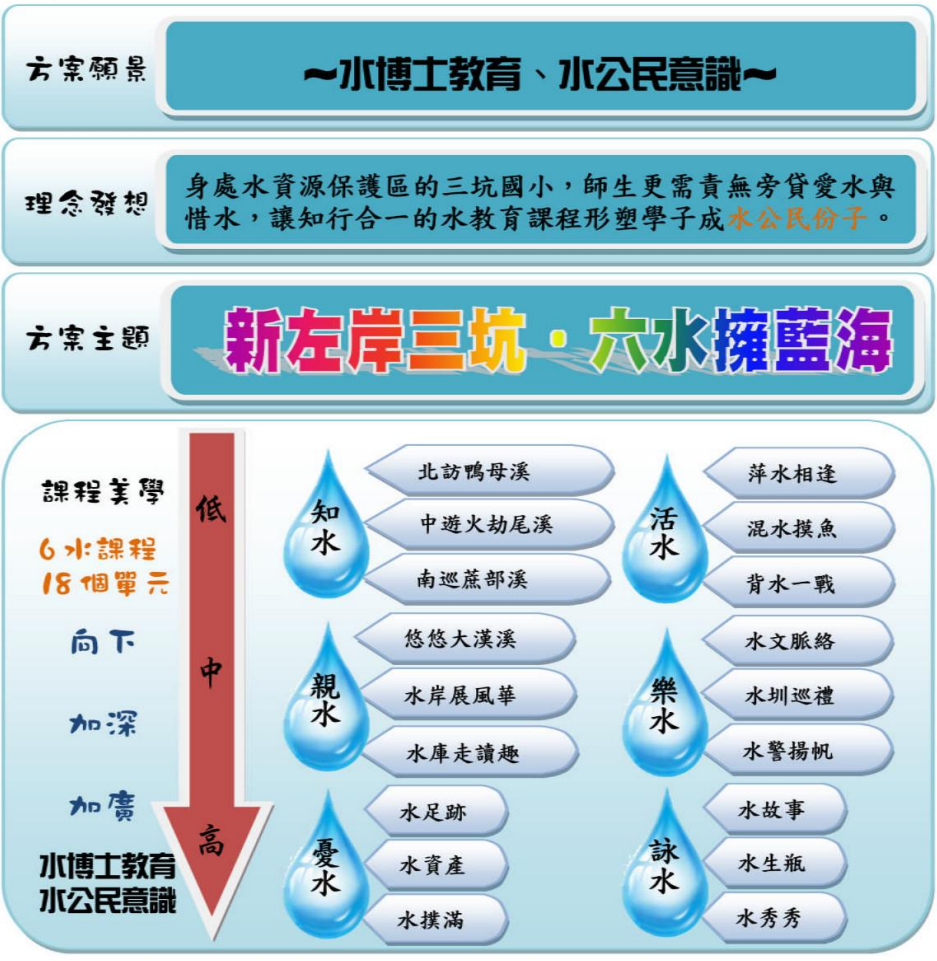 方案願景
～水博士教育、水公民意識～
理念發想
身處水資源保護區的三坑國小，師生更需責無旁貸愛水與
惜水，讓知行合一的水教育課程形塑學子成水公民份子。
方案主題
新左岸三坑‧六水擁藍海
課程美學
6水課程
18個單元
向下
加深
加廣
水博士教育
水公民意識
低
中
高
知水
北訪鴨母溪
中遊火劫尾溪
南巡蔗部溪
活水
萍水相逢
混水摸魚
背水一戰
親水
悠悠大漢溪
水岸展風華
水庫走讀趣
樂水
水文脈絡
水圳巡禮
水警揚帆
憂水
水足跡
水資產
水撲滿
詠水
水故事
水生瓶
水秀秀